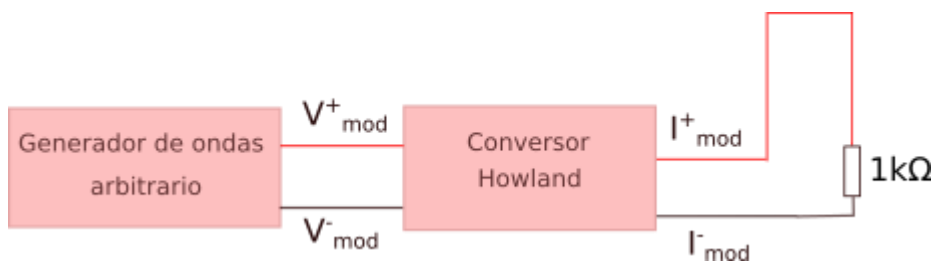 Generador de ondas
arbitrario
V⁺mod
V⁻mod
Conversor
Howland
I⁺mod
I⁻mod
1kΩ